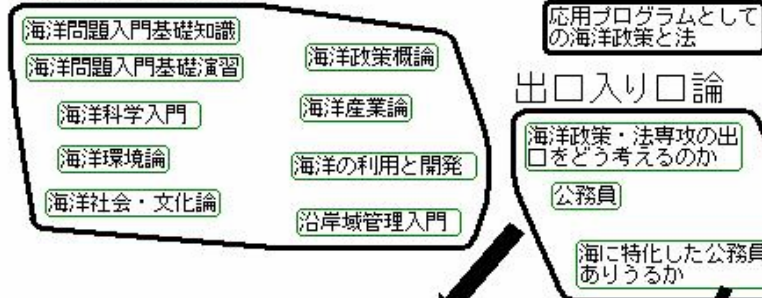 海洋問題入門基礎知識
海洋問題入門基礎演習
海洋科学入門
海洋環境論
海洋社会・文化論
海洋政策概論
海洋産業論
海洋の利用と開発
沿岸域管理入門
応用プログラムとして
の海洋政策と法
出口入り口論
海洋政策・法専攻の出
口をどう考えるのか
公務員
海に特化した公務員
ありうるか